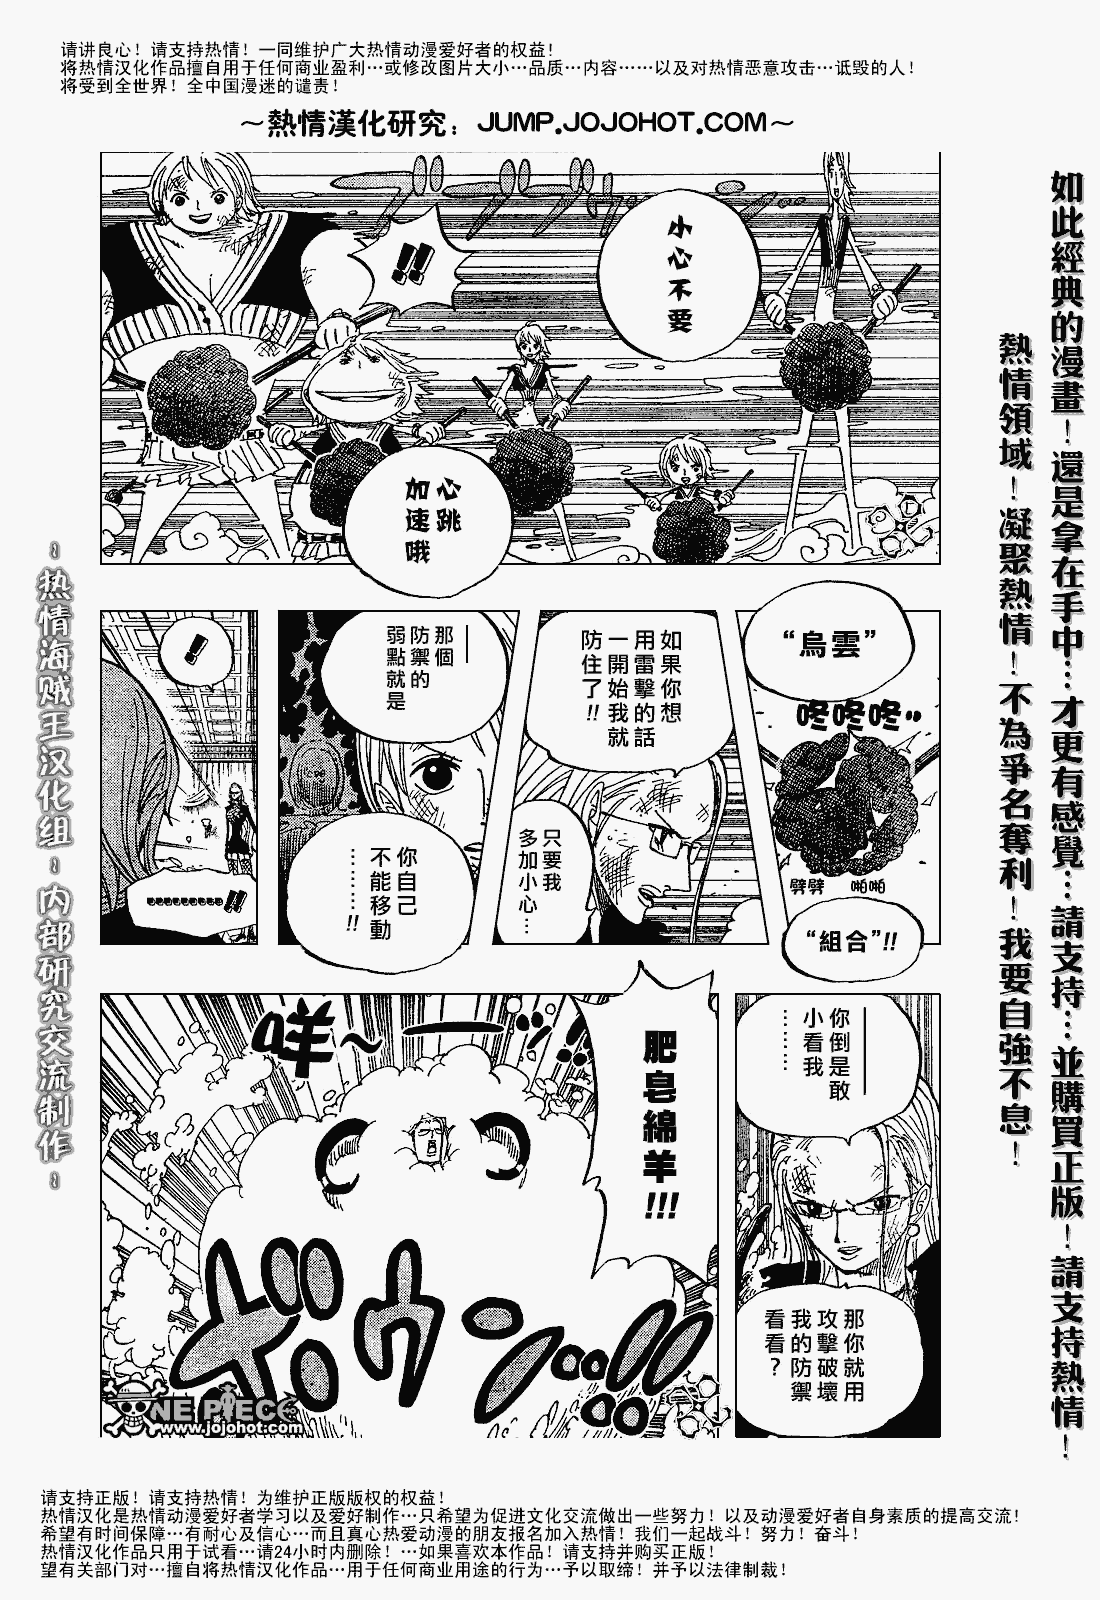 请讲良心！请支持热情！一同维护广大热情动漫爱好者的权益！
将热情汉化作品擅自用于任何商业盈利…或修改图片大小…品质…内容……以及对热情恶意攻击…诋毁的人！
将受到全世界！全中国漫迷的谴责！
～熱情漢化研究：JUMP.JOJOHOT.COM～
如此經典的漫畫！還是拿在手中…才更有感覺…請支持…並購買正版！請支持熱情！
熱情領域！凝聚熱情！不為爭名奪利！我要自強不息！
～热情海贼王汉化组～内部研究交流制作～
小心不要
!!
心跳
加速哦
“烏雲”
咚咚咚‥
劈劈
啪啪
“組合”!!
如果你想
用雷擊的話
一開始我就
防住了!!
只要我
多加小心…
那個——
防禦的
弱點就是
你自己
不能移動
………!!
!
………!!
你倒是敢——
小看我
………
那你就用
攻擊破壞
我的防禦
看看？
肥皂綿羊!!!
咩～
ボウン!!!
ONE PIECE
www.jojohot.com
请支持正版！请支持热情！为维护正版版权的权益！
热情汉化是热情动漫爱好者学习以及爱好制作…只希望为促进文化交流做出一些努力！以及动漫爱好者自身素质的提高交流！
希望有时间保障…有耐心及信心…而且真心热爱动漫的朋友报名加入热情！我们一起战斗！努力！奋斗！
热情汉化作品只用于试看…请24小时内删除！…如果喜欢本作品！请支持并购买正版！
望有关部门对…擅自将热情汉化作品…用于任何商业用途的行为…予以取缔！并予以法律制裁！